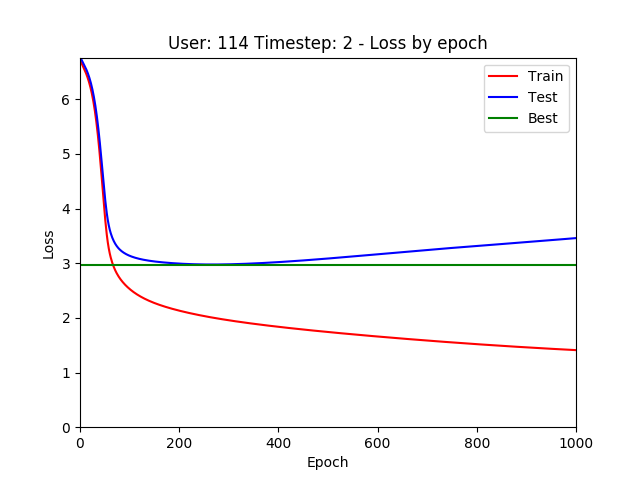 User: 114 Timestep: 2 - Loss by epoch
Train
Test
Best
Loss
6
5
4
3
2
1
0
0 200 400 600 800 1000
Epoch